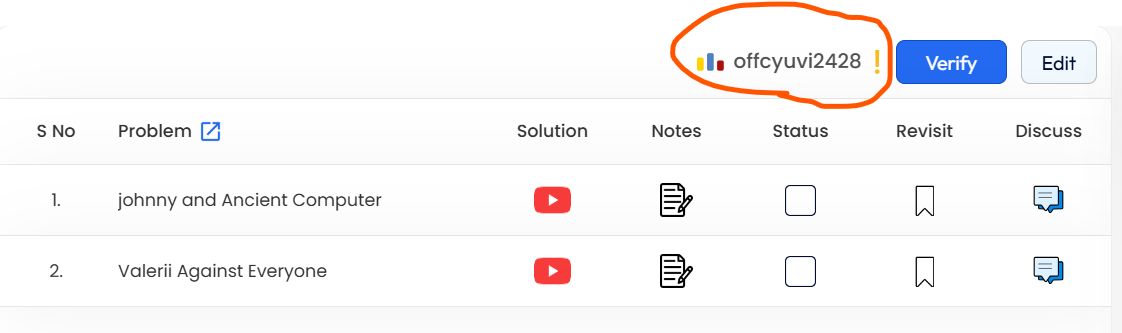 offcyuvi2428 ! Verify Edit
S No Problem Solution Notes Status Revisit Discuss
1. johnny and Ancient Computer
2. Valerii Against Everyone